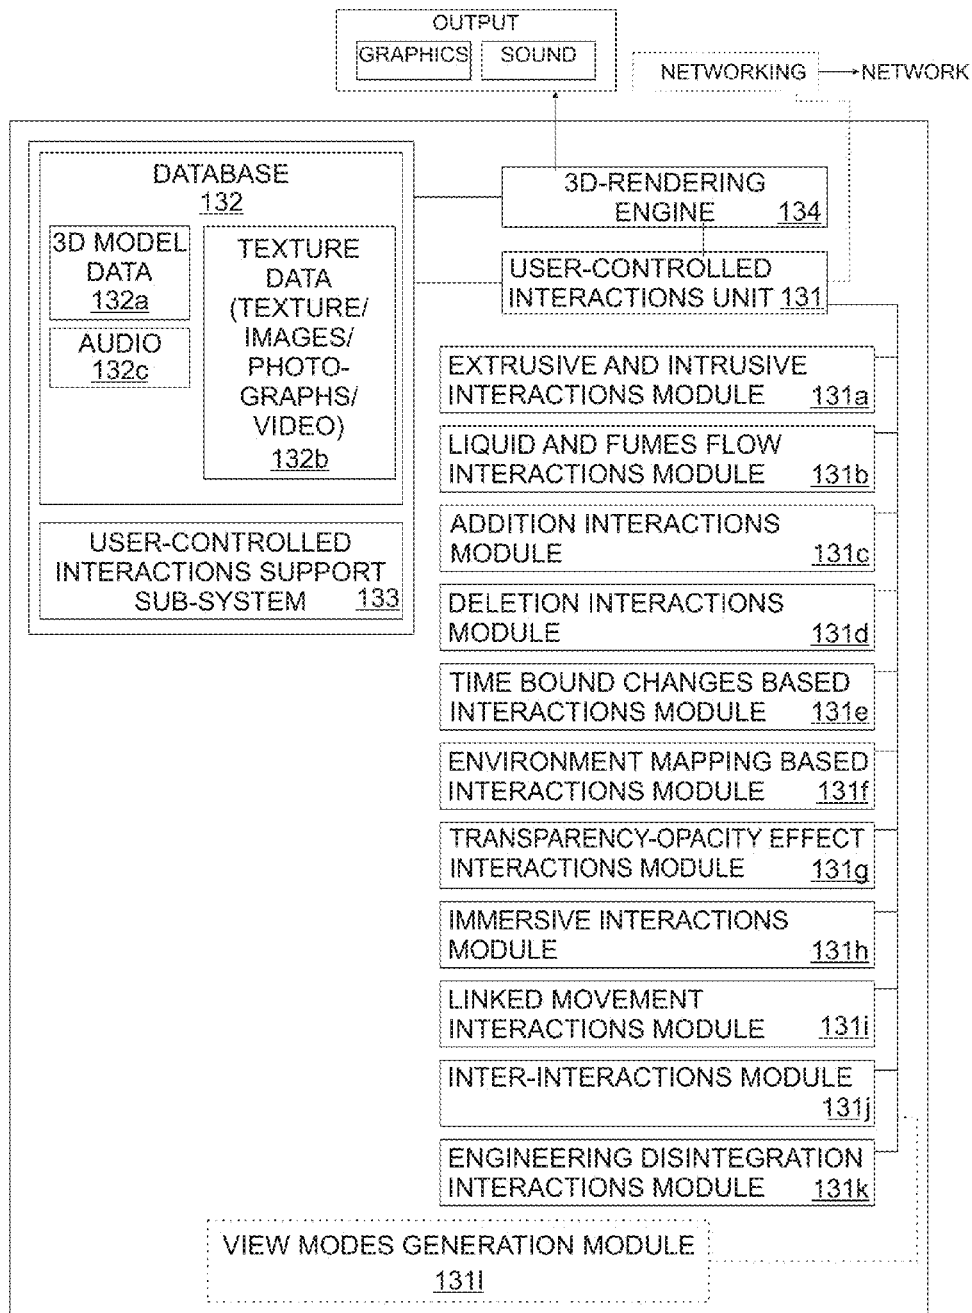 OUTPUT
GRAPHICS
SOUND
NETWORKING
NETWORK
DATABASE
132
3D MODEL
DATA
132a
AUDIO
132c
TEXTURE
DATA
(TEXTURE/
IMAGES/
PHOTO-
GRAPHS/
VIDEO)
132b
USER-CONTROLLED
INTERACTIONS SUPPORT
SUB-SYSTEM 133
3D-RENDERING
ENGINE 134
USER-CONTROLLED
INTERACTIONS UNIT 131
EXTRUSIVE AND INTRUSIVE
INTERACTIONS MODULE 131a
LIQUID AND FUMES FLOW
INTERACTIONS MODULE 131b
ADDITION INTERACTIONS
MODULE 131c
DELETION INTERACTIONS
MODULE 131d
TIME BOUND CHANGES BASED
INTERACTIONS MODULE 131e
ENVIRONMENT MAPPING BASED
INTERACTIONS MODULE 131f
TRANSPARENCY-OPACITY EFFECT
INTERACTIONS MODULE 131g
IMMERSIVE INTERACTIONS
MODULE 131h
LINKED MOVEMENT
INTERACTIONS MODULE 131i
INTER-INTERACTIONS MODULE
131j
ENGINEERING DISINTEGRATION
INTERACTIONS MODULE 131k
VIEW MODES GENERATION MODULE
131l